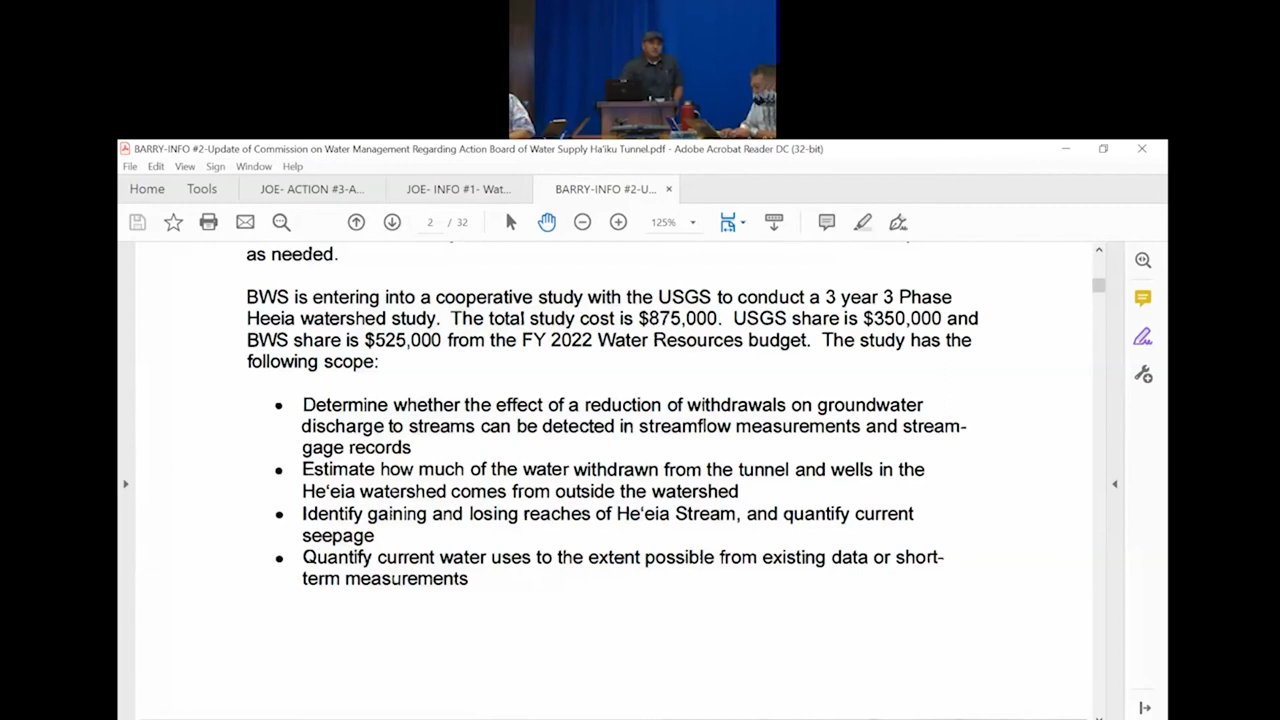 BARRY-INFO #2-Update of Commission on Water Management Regarding Action Board of Water Supply Ha'iku Tunnel.pdf - Adobe Acrobat Reader DC (32-bit)
File Edit View Sign Window Help
Home Tools JOE- ACTION #3-A... JOE- INFO #1- Wat... BARRY-INFO #2-U... ×
2 / 32 125%
as needed.
BWS is entering into a cooperative study with the USGS to conduct a 3 year 3 Phase
Heeia watershed study. The total study cost is $875,000. USGS share is $350,000 and
BWS share is $525,000 from the FY 2022 Water Resources budget. The study has the
following scope:
• Determine whether the effect of a reduction of withdrawals on groundwater
discharge to streams can be detected in streamflow measurements and stream-
gage records
• Estimate how much of the water withdrawn from the tunnel and wells in the
He‘eia watershed comes from outside the watershed
• Identify gaining and losing reaches of He‘eia Stream, and quantify current
seepage
• Quantify current water uses to the extent possible from existing data or short-
term measurements